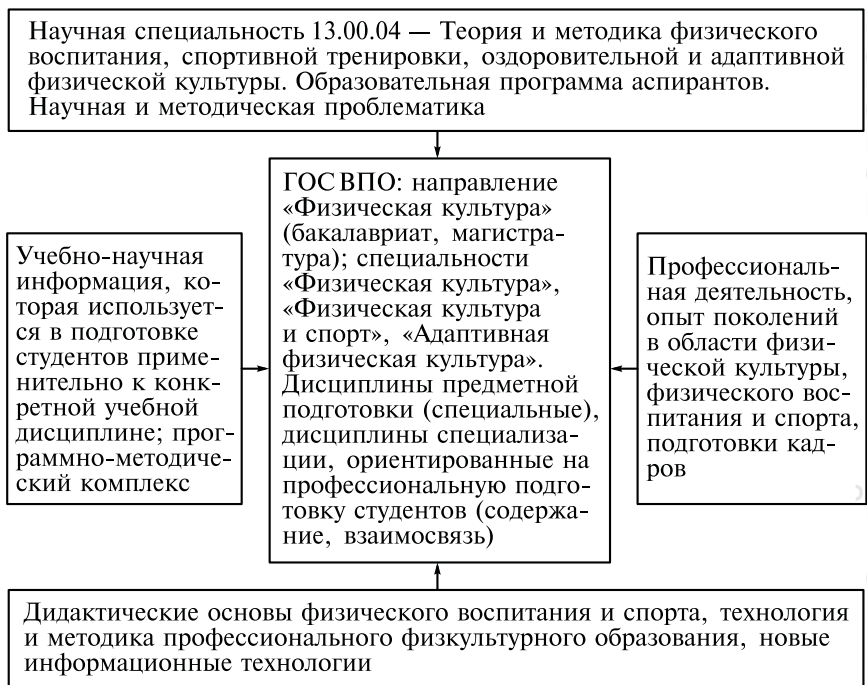 Научная специальность 13.00.04 — Теория и методика физического
воспитания, спортивной тренировки, оздоровительной и адаптивной
физической культуры. Образовательная программа аспирантов.
Научная и методическая проблематика
Учебно-научная
информация, ко-
торая использует-
ся в подготовке
студентов приме-
нительно к конк-
ретной учебной
дисциплине; прог-
раммно-методиче-
ский комплекс
ГОС ВПО: направление
«Физическая культура»
(бакалавриат, магистра-
тура); специальности
«Физическая культура»,
«Физическая культура
и спорт», «Адаптивная
физическая культура».
Дисциплины предметной
подготовки (специальные),
дисциплины специализа-
ции, ориентированные на
профессиональную подго-
товку студентов (содержа-
ние, взаимосвязь)
Профессиональ-
ная деятельность,
опыт поколений
в области физи-
ческой культуры,
физического вос-
питания и спорта,
подготовки кад-
ров
Дидактические основы физического воспитания и спорта, технология
и методика профессионального физкультурного образования, новые
информационные технологии